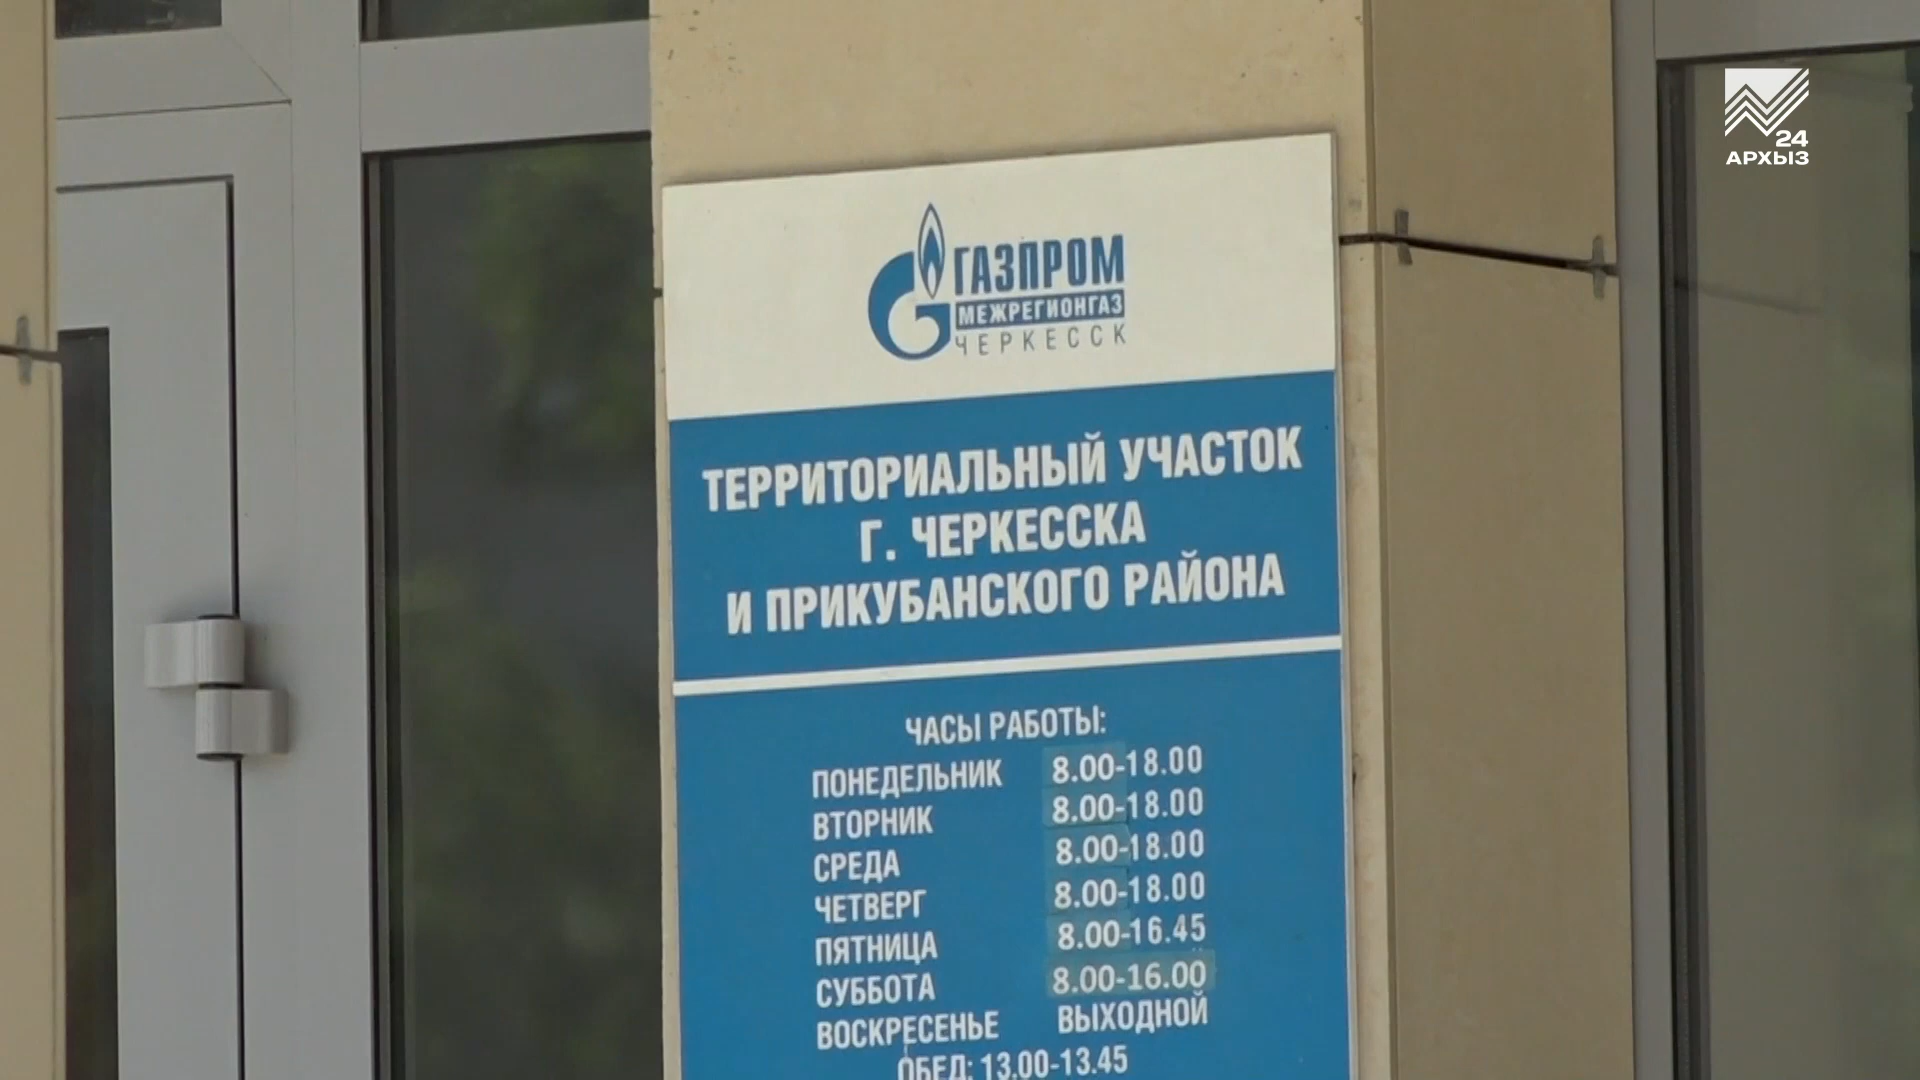 24
АРХЫЗ
ГАЗПРОМ
МЕЖРЕГИОНГАЗ
ЧЕРКЕССК
ТЕРРИТОРИАЛЬНЫЙ УЧАСТОК
Г. ЧЕРКЕССКА
И ПРИКУБАНСКОГО РАЙОНА
ЧАСЫ РАБОТЫ:
ПОНЕДЕЛЬНИК 8.00-18.00
ВТОРНИК 8.00-18.00
СРЕДА 8.00-18.00
ЧЕТВЕРГ 8.00-18.00
ПЯТНИЦА 8.00-16.45
СУББОТА 8.00-16.00
ВОСКРЕСЕНЬЕ ВЫХОДНОЙ
ОБЕД: 13.00-13.45